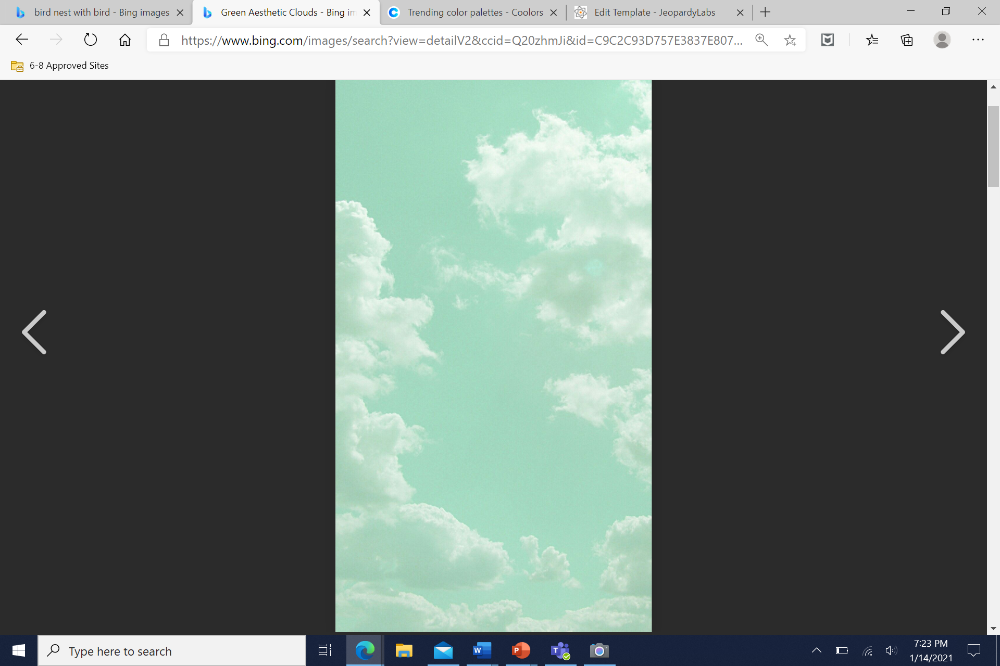 bird nest with bird - Bing images
Green Aesthetic Clouds - Bing im
Trending color palettes - Coolors
Edit Template - JeopardyLabs
https://www.bing.com/images/search?view=detailV2&ccid=Q20zhmJi&id=C9C2C93D757E3837E807...
6-8 Approved Sites
Type here to search
7:23 PM
1/14/2021